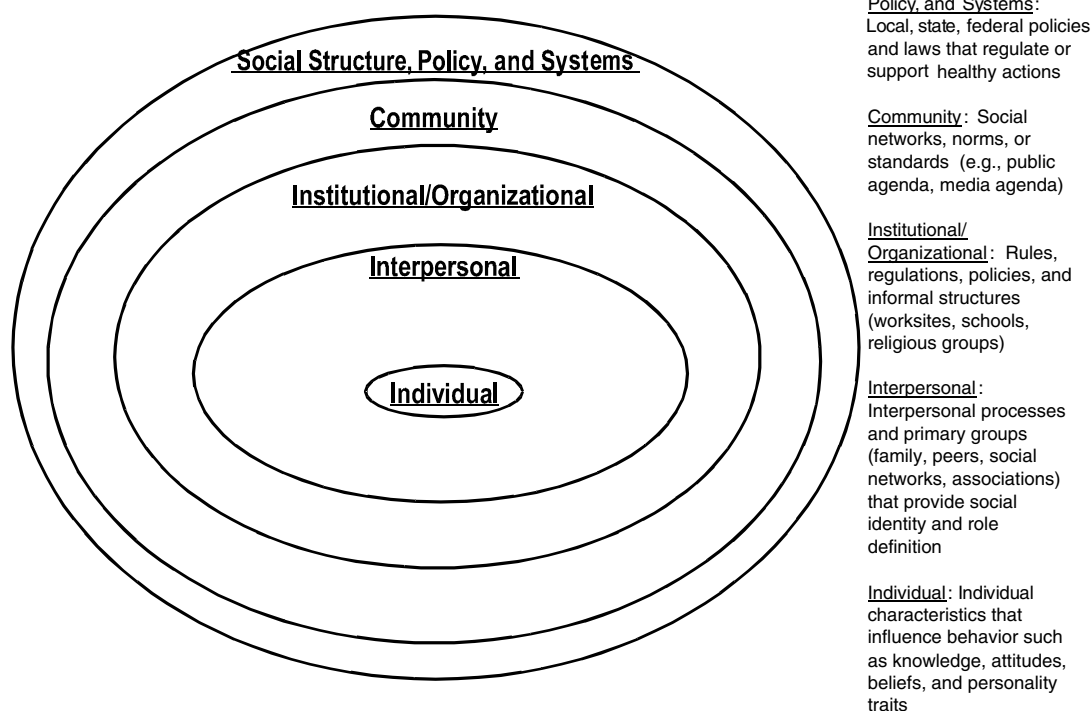 Social Structure, Policy, and Systems
Community
Institutional/Organizational
Interpersonal
Individual
Policy, and Systems:
Local, state, federal policies
and laws that regulate or
support healthy actions
Community: Social
networks, norms, or
standards (e.g., public
agenda, media agenda)
Institutional/
Organizational: Rules,
regulations, policies, and
informal structures
(worksites, schools,
religious groups)
Interpersonal:
Interpersonal processes
and primary groups
(family, peers, social
networks, associations)
that provide social
identity and role
definition
Individual: Individual
characteristics that
influence behavior such
as knowledge, attitudes,
beliefs, and personality
traits